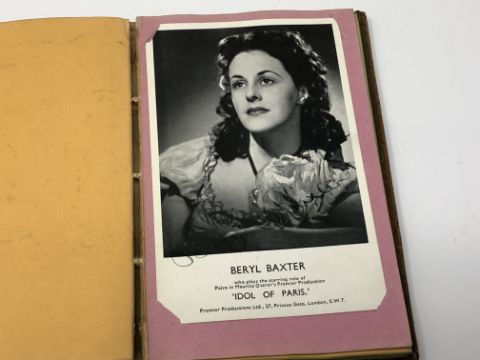 BERYL BAXTER
who plays the starring role of
Paiva in Maurice Ostrer's Premier Production
"IDOL OF PARIS."
Premier Productions Ltd., 37, Princes Gate, London, S.W.7.